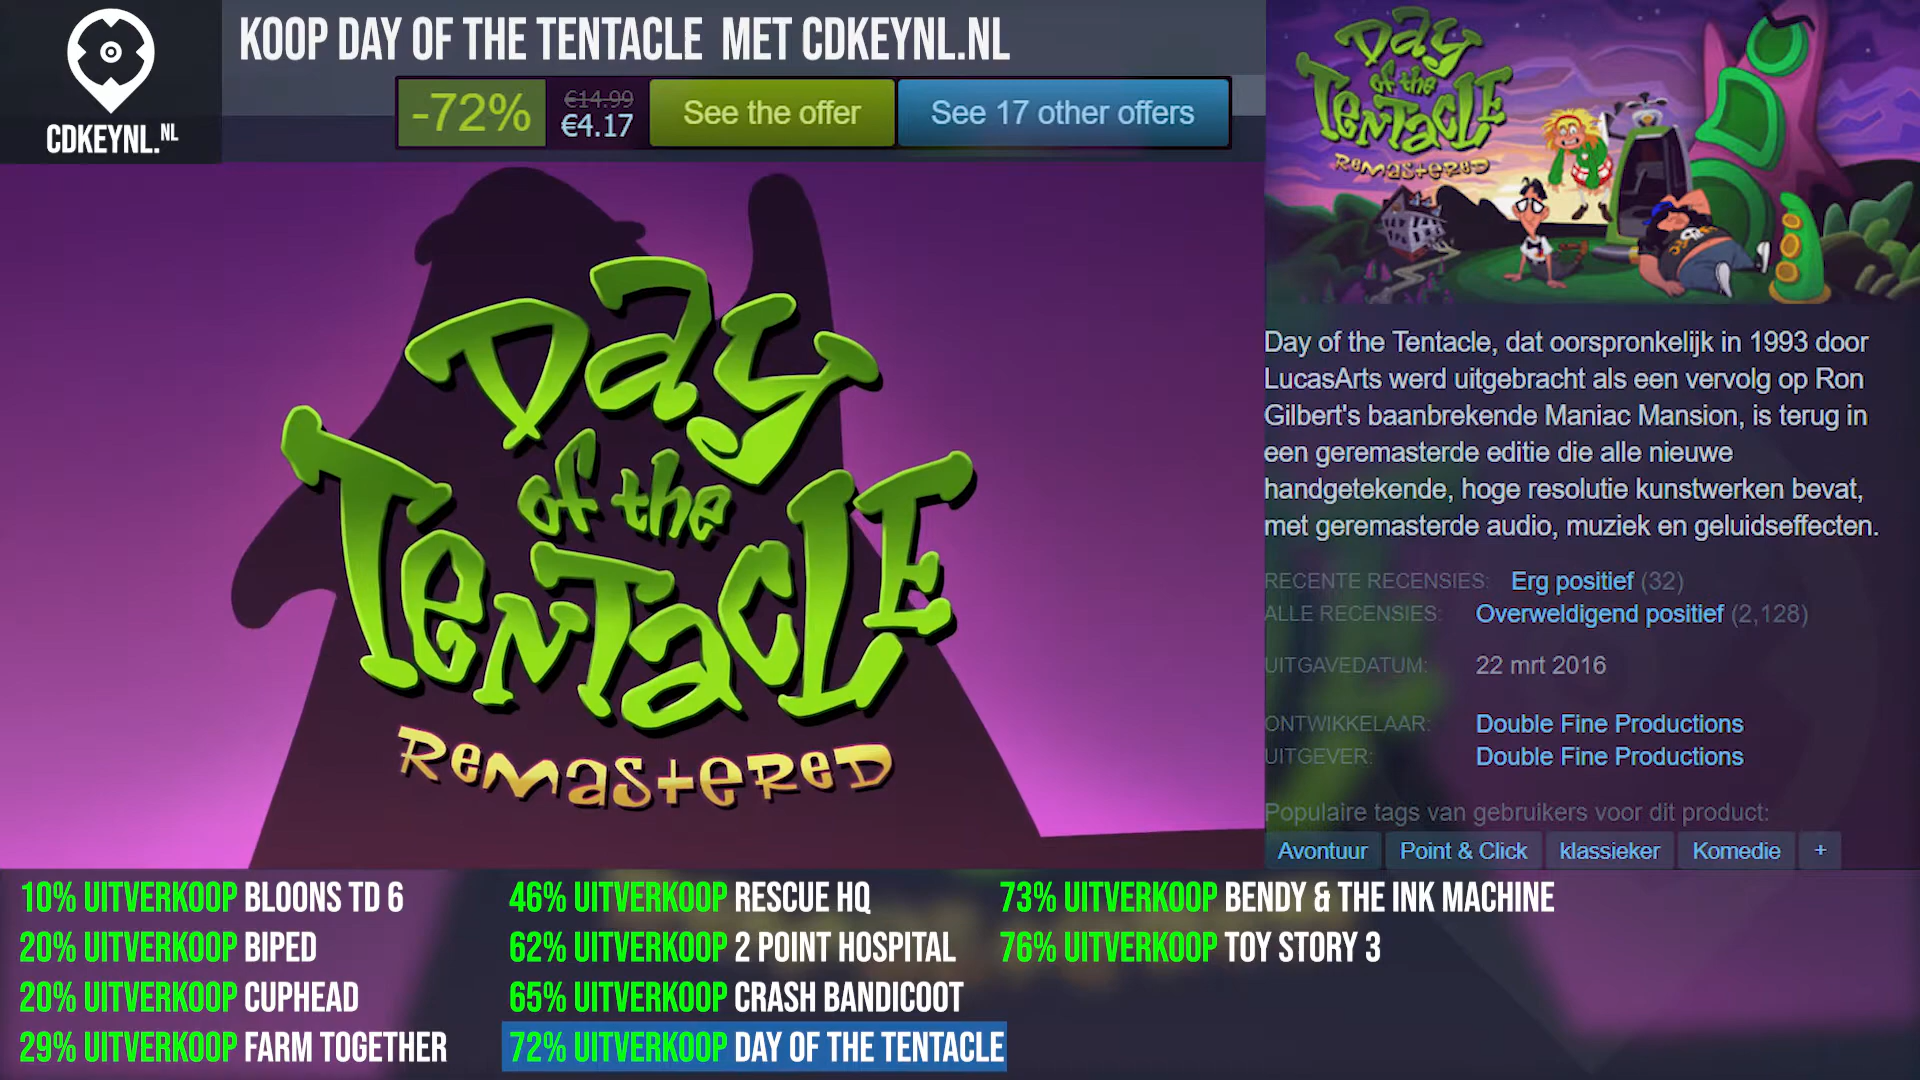 CDKEYNL.NL
KOOP DAY OF THE TENTACLE MET CDKEYNL.NL
-72%
€14.99
€4.17
See the offer
See 17 other offers
Day
of the
Tentacle
Remastered
Day
of the
Tentacle
Remastered
Day of the Tentacle, dat oorspronkelijk in 1993 door
LucasArts werd uitgebracht als een vervolg op Ron
Gilbert's baanbrekende Maniac Mansion, is terug in
een geremasterde editie die alle nieuwe
handgetekende, hoge resolutie kunstwerken bevat,
met geremasterde audio, muziek en geluidseffecten.
RECENTE RECENSIES: Erg positief (32)
ALLE RECENSIES: Overweldigend positief (2,128)
UITGAVEDATUM: 22 mrt 2016
ONTWIKKELAAR: Double Fine Productions
UITGEVER: Double Fine Productions
Populaire tags van gebruikers voor dit product:
Avontuur Point & Click klassieker Komedie +
10% UITVERKOOP BLOONS TD 6
20% UITVERKOOP BIPED
20% UITVERKOOP CUPHEAD
29% UITVERKOOP FARM TOGETHER
46% UITVERKOOP RESCUE HQ
62% UITVERKOOP 2 POINT HOSPITAL
65% UITVERKOOP CRASH BANDICOOT
72% UITVERKOOP DAY OF THE TENTACLE
73% UITVERKOOP BENDY & THE INK MACHINE
76% UITVERKOOP TOY STORY 3